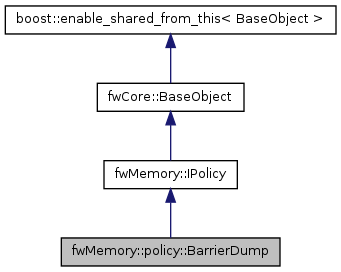 boost::enable_shared_from_this< BaseObject >
fwCore::BaseObject
fwMemory::IPolicy
fwMemory::policy::BarrierDump